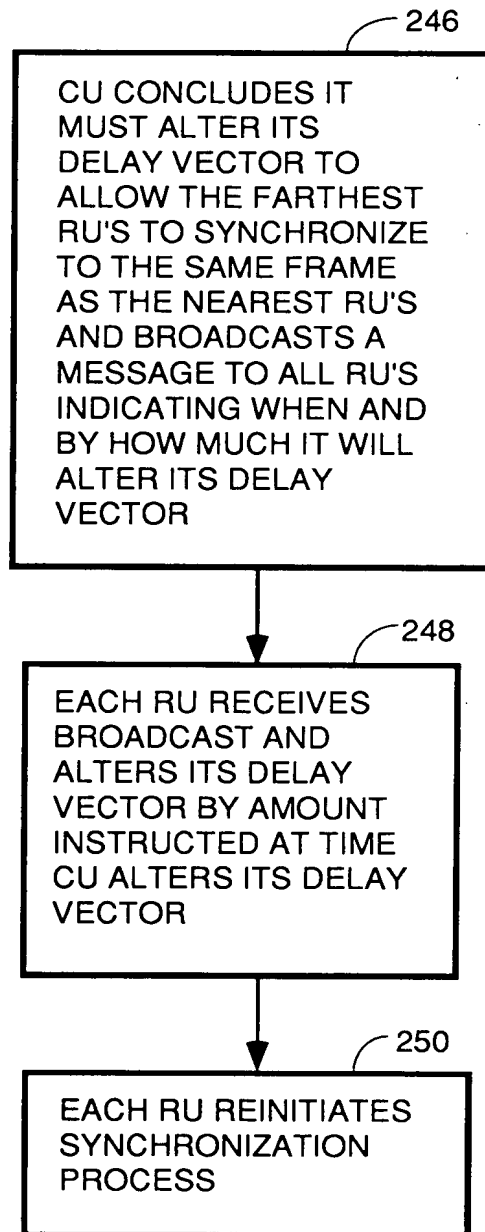 246
CU CONCLUDES IT
MUST ALTER ITS
DELAY VECTOR TO
ALLOW THE FARTHEST
RU'S TO SYNCHRONIZE
TO THE SAME FRAME
AS THE NEAREST RU'S
AND BROADCASTS A
MESSAGE TO ALL RU'S
INDICATING WHEN AND
BY HOW MUCH IT WILL
ALTER ITS DELAY
VECTOR
248
EACH RU RECEIVES
BROADCAST AND
ALTERS ITS DELAY
VECTOR BY AMOUNT
INSTRUCTED AT TIME
CU ALTERS ITS DELAY
VECTOR
250
EACH RU REINITIATES
SYNCHRONIZATION
PROCESS